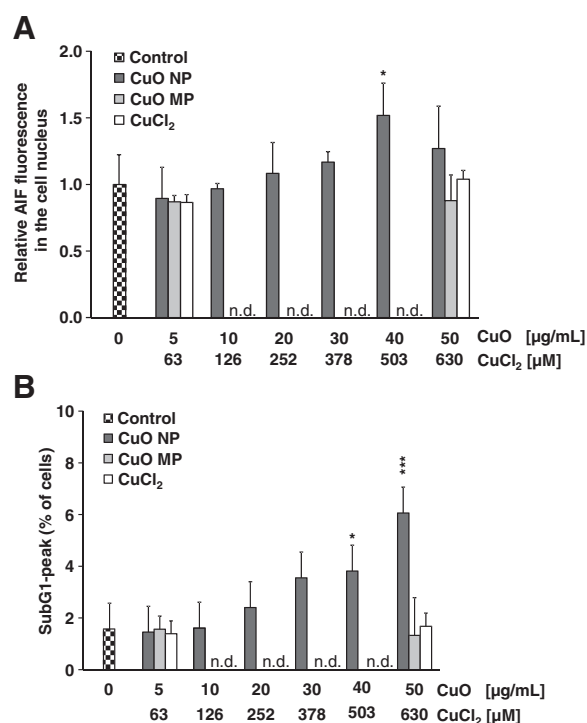 A
Relative AIF fluorescence
in the cell nucleus
2.0
1.5
1.0
0.5
0.0
Control
CuO NP
CuO MP
CuCl₂
*
n.d. n.d. n.d. n.d.
0 5 10 20 30 40 50 CuO [µg/mL]
63 126 252 378 503 630 CuCl₂ [µM]
B
SubG1-peak (% of cells)
10
8
6
4
2
0
Control
CuO NP
CuO MP
CuCl₂
*
***
n.d. n.d. n.d. n.d.
0 5 10 20 30 40 50 CuO [µg/mL]
63 126 252 378 503 630 CuCl₂ [µM]